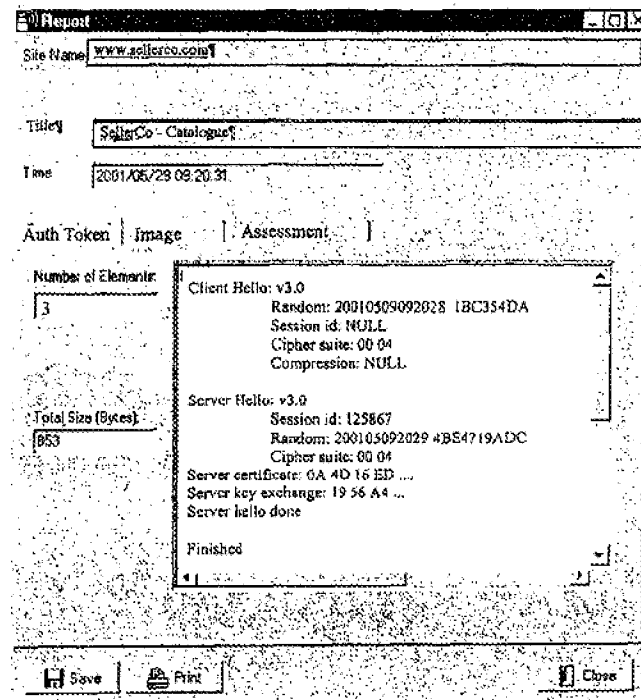 Report
Site Name www.sellerco.com¶
Title¶ SellerCo - Catalogue¶
Time 2001/05/29 09:20:31
Auth Token Image Assessment
Number of Elements:
3
Total Size (Bytes):
853
Client Hello: v3.0
Random: 20010509092028 1BC354DA
Session id: NULL
Cipher suite: 00 04
Compression: NULL
Server Hello: v3.0
Session id: 125867
Random: 200105092029 4BE4719ADC
Cipher suite: 00 04
Server certificate: 0A 4D 16 ED ....
Server key exchange: 19 56 A4 ...
Server hello done
Finished
Save Print Close